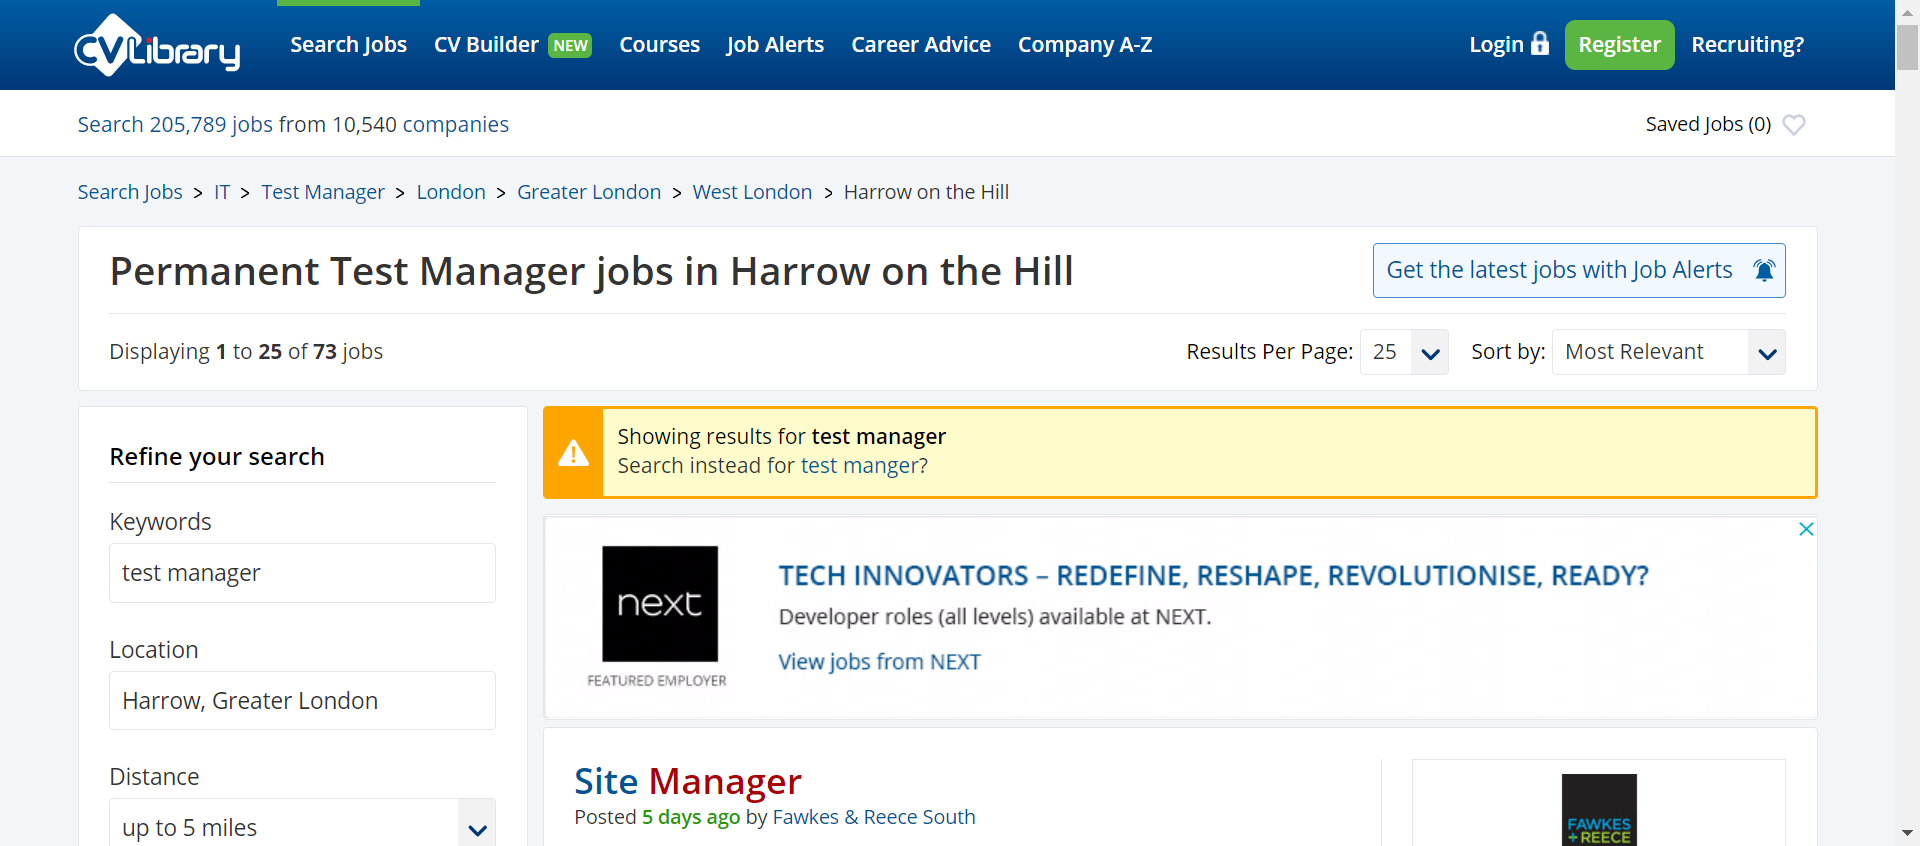 CVLibrary
Search Jobs CV Builder NEW Courses Job Alerts Career Advice Company A-Z Login Register Recruiting?
Search 205,789 jobs from 10,540 companies Saved Jobs (0)
Search Jobs > IT > Test Manager > London > Greater London > West London > Harrow on the Hill
Permanent Test Manager jobs in Harrow on the Hill
Get the latest jobs with Job Alerts
Displaying 1 to 25 of 73 jobs
Results Per Page: 25 Sort by: Most Relevant
Refine your search
Keywords
test manager
Location
Harrow, Greater London
Distance
up to 5 miles
Showing results for test manager
Search instead for test manger?
next
FEATURED EMPLOYER
TECH INNOVATORS – REDEFINE, RESHAPE, REVOLUTIONISE, READY?
Developer roles (all levels) available at NEXT.
View jobs from NEXT
Site Manager
Posted 5 days ago by Fawkes & Reece South
FAWKES
+REECE